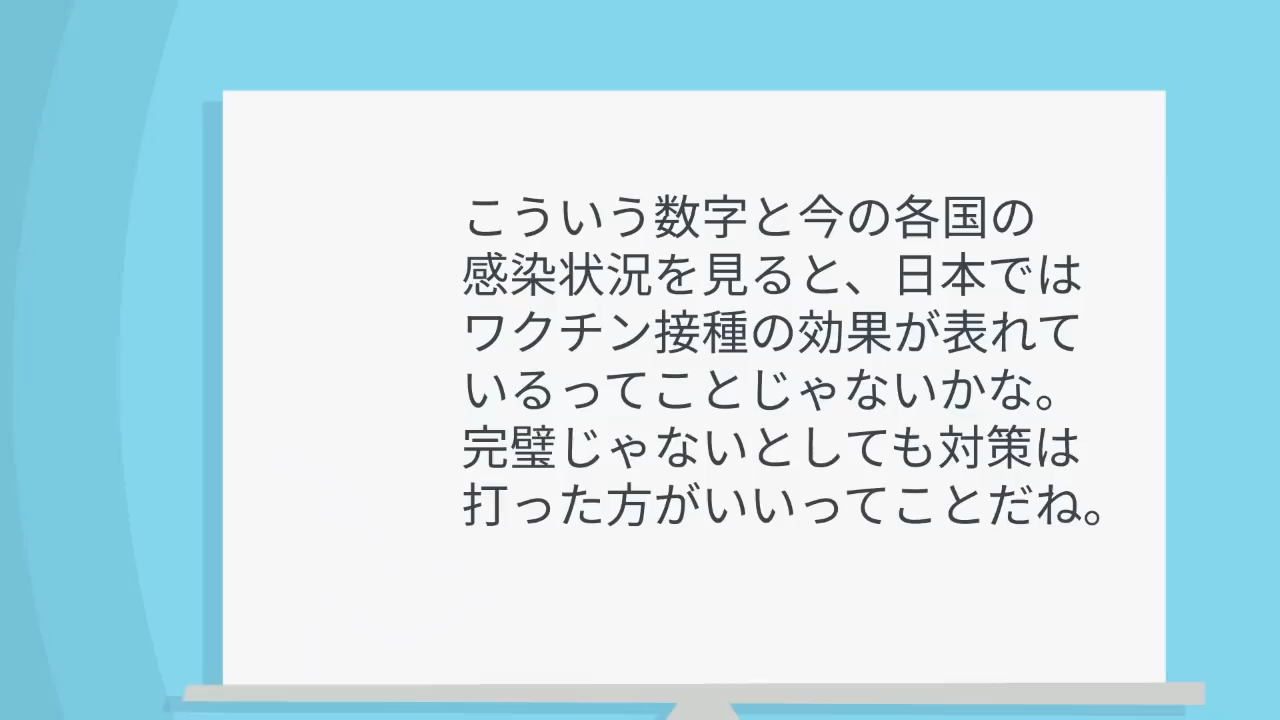 こういう数字と今の各国の
感染状況を見ると、日本では
ワクチン接種の効果が表れて
いるってことじゃないかな。
完璧じゃないとしても対策は
打った方がいいってことだね。